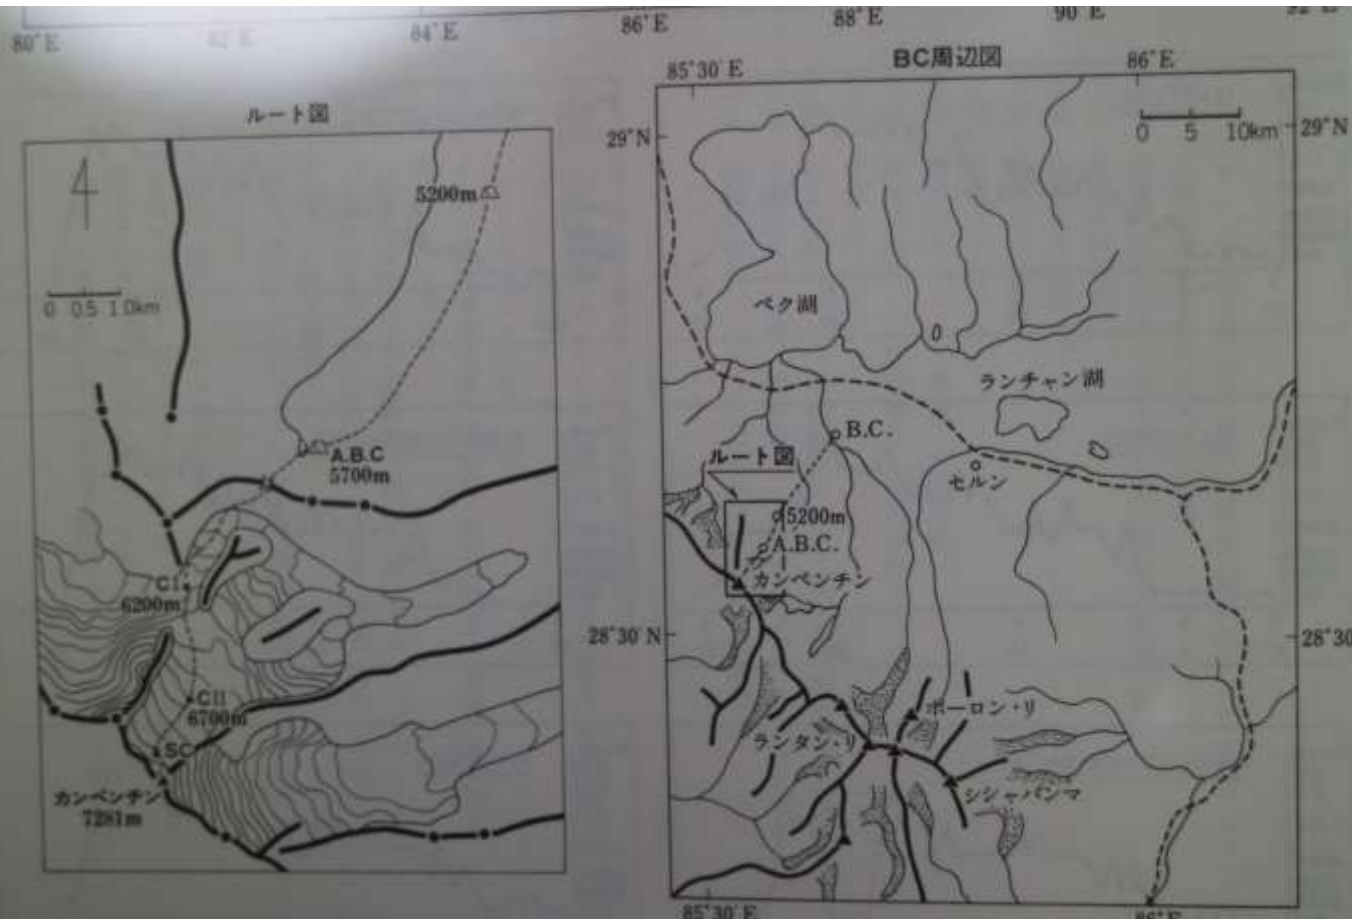 80°E
82°E
84°E
86°E
88°E
90°E
92°E
ルート図
5200m
0 0.5 1.0km
A.B.C
5700m
CI
6200m
CII
6700m
SC
カンペンチン
7281m
BC周辺図
85°30′E
86°E
0 5 10km
29°N
29°N
ペク湖
ランチャン湖
B.C.
ルート図
セルン
5200m
A.B.C.
カンペンチン
28°30′N
28°30
ポーロン・リ
ランタン・リ
シシャパンマ
85°30′E
86°E